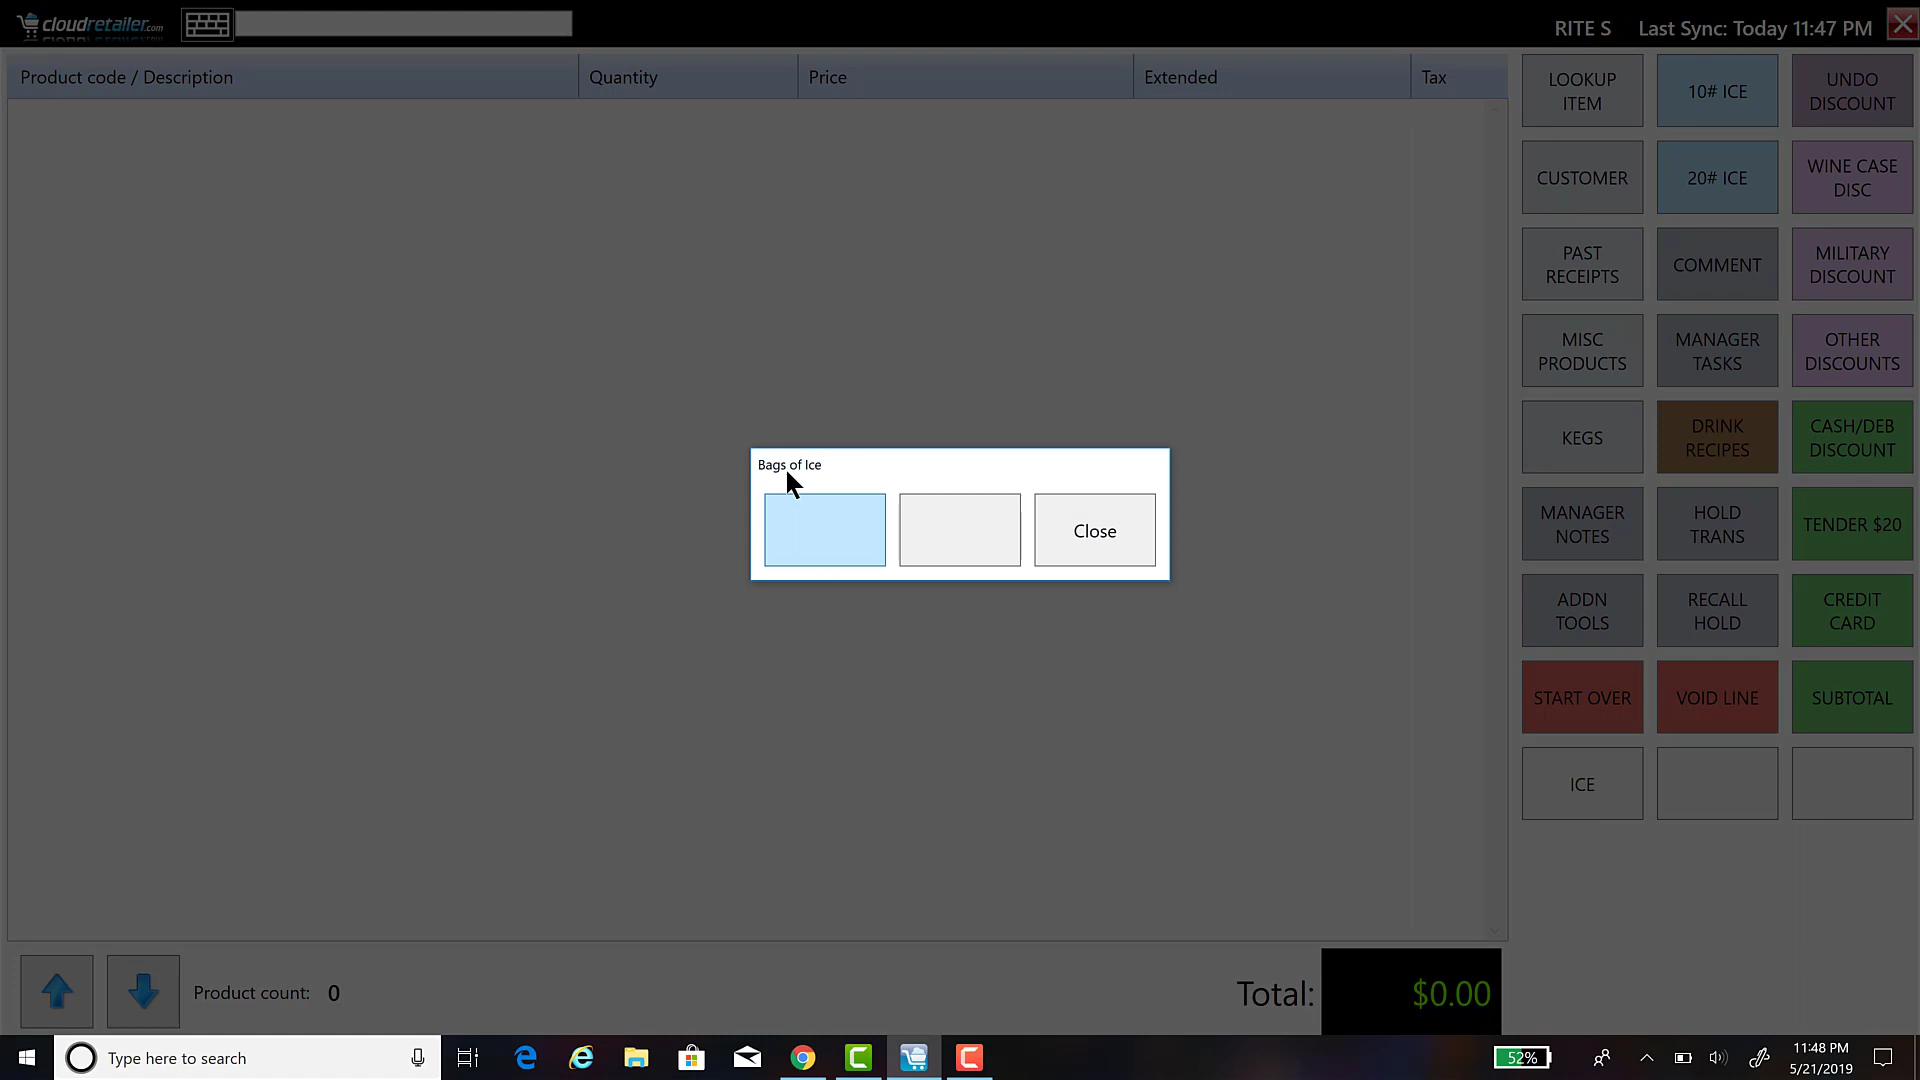 cloudretailer.com
RITE S
Last Sync: Today 11:47 PM
Product code / Description
Quantity
Price
Extended
Tax
LOOKUP
ITEM
10# ICE
UNDO
DISCOUNT
CUSTOMER
20# ICE
WINE CASE
DISC
PAST
RECEIPTS
COMMENT
MILITARY
DISCOUNT
MISC
PRODUCTS
MANAGER
TASKS
OTHER
DISCOUNTS
KEGS
DRINK
RECIPES
CASH/DEB
DISCOUNT
Bags of Ice
Close
MANAGER
NOTES
HOLD
TRANS
TENDER $20
ADDN
TOOLS
RECALL
HOLD
CREDIT
CARD
START OVER
VOID LINE
SUBTOTAL
ICE
Product count: 0
Total: $0.00
Type here to search
52%
11:48 PM
5/21/2019